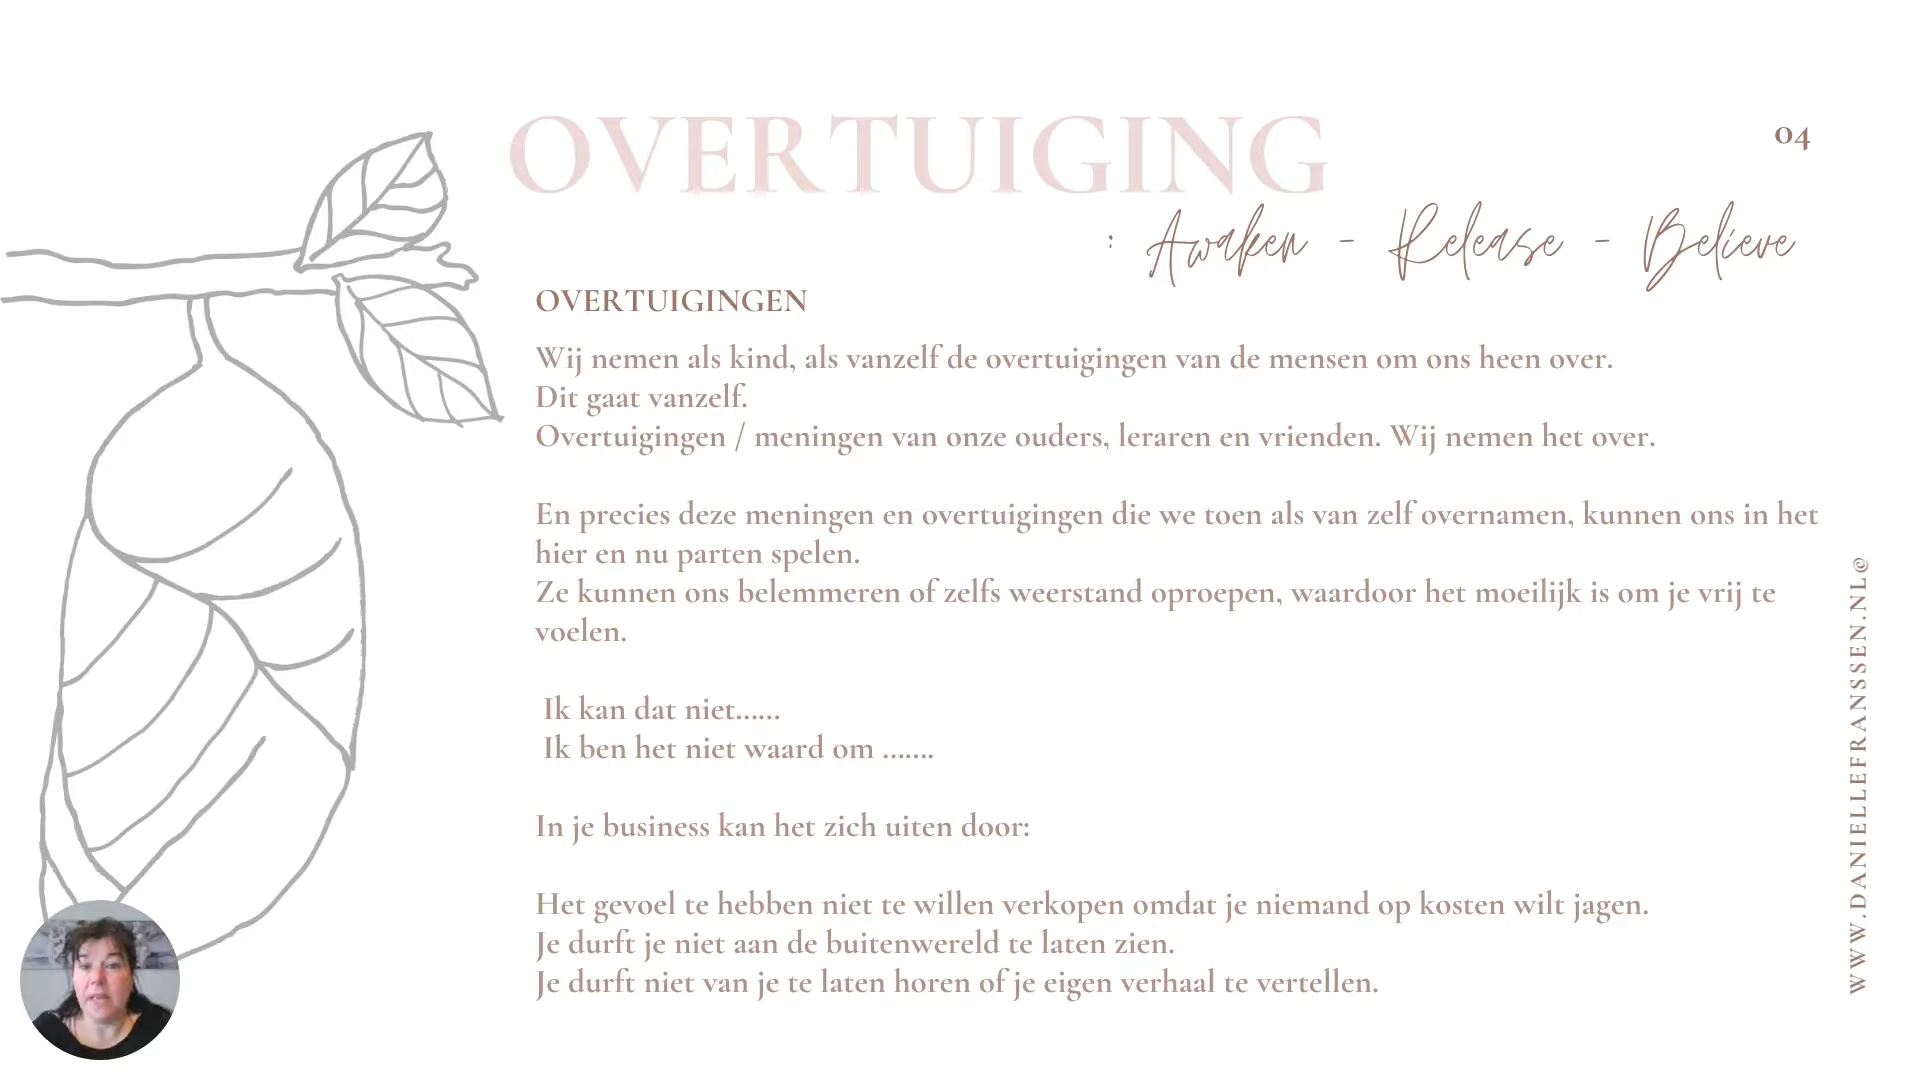 OVERTUIGING
04
: Awaken - Release - Believe
OVERTUIGINGEN
Wij nemen als kind, als vanzelf de overtuigingen van de mensen om ons heen over.
Dit gaat vanzelf.
Overtuigingen / meningen van onze ouders, leraren en vrienden. Wij nemen het over.
En precies deze meningen en overtuigingen die we toen als van zelf overnamen, kunnen ons in het
hier en nu parten spelen.
Ze kunnen ons belemmeren of zelfs weerstand oproepen, waardoor het moeilijk is om je vrij te
voelen.
Ik kan dat niet......
Ik ben het niet waard om .......
In je business kan het zich uiten door:
Het gevoel te hebben niet te willen verkopen omdat je niemand op kosten wilt jagen.
Je durft je niet aan de buitenwereld te laten zien.
Je durft niet van je te laten horen of je eigen verhaal te vertellen.
WWW.DANIELLEFRANSSEN.NL©